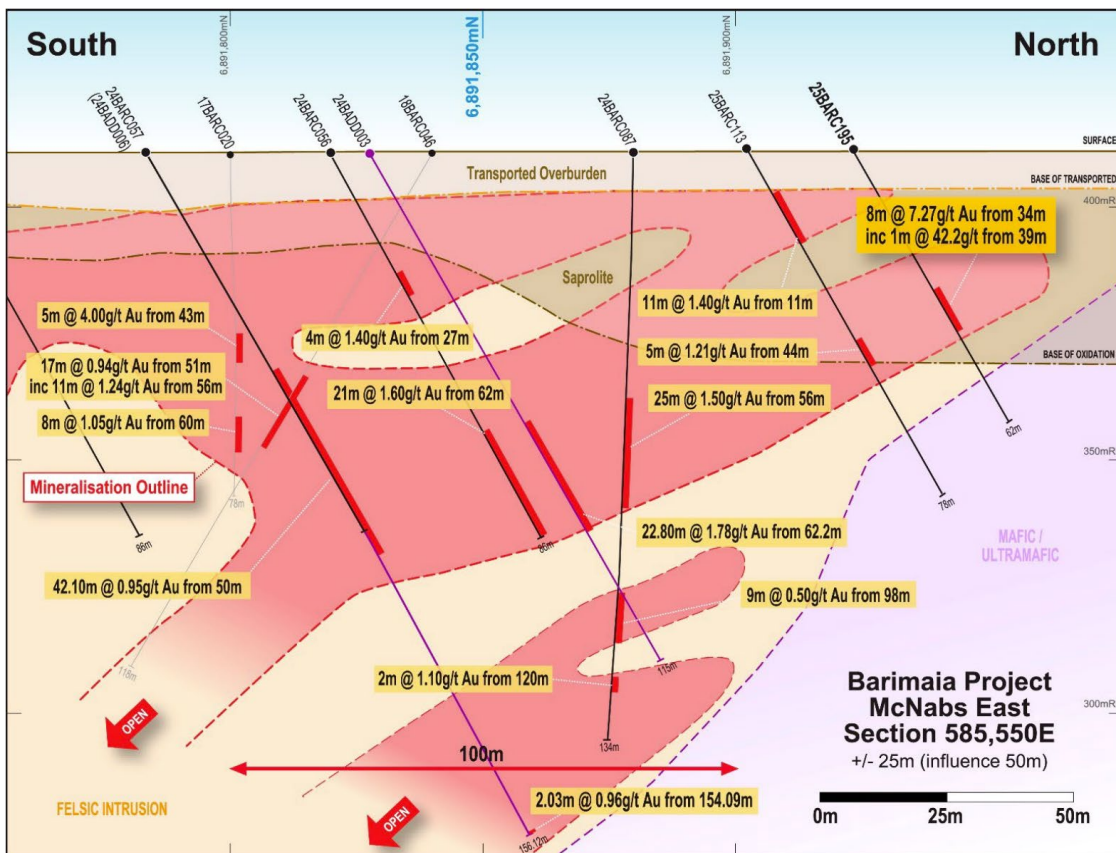 South
North
6,891,800mN
6,891,850mN
6,891,900mN
24BARC057
(24BADD006)
17BARC020
24BARC056
24BADD003
18BARC046
24BARC087
25BARC113
25BARC195
SURFACE
Transported Overburden
BASE OF TRANSPORTED
400mR
8m @ 7.27g/t Au from 34m
inc 1m @ 42.2g/t from 39m
Saprolite
11m @ 1.40g/t Au from 11m
5m @ 4.00g/t Au from 43m
4m @ 1.40g/t Au from 27m
5m @ 1.21g/t Au from 44m
BASE OF OXIDATION
17m @ 0.94g/t Au from 51m
inc 11m @ 1.24g/t Au from 56m
21m @ 1.60g/t Au from 62m
25m @ 1.50g/t Au from 56m
8m @ 1.05g/t Au from 60m
62m
350mR
Mineralisation Outline
78m
78m
86m
86m
22.80m @ 1.78g/t Au from 62.2m
MAFIC /
ULTRAMAFIC
42.10m @ 0.95g/t Au from 50m
9m @ 0.50g/t Au from 98m
118m
115m
2m @ 1.10g/t Au from 120m
Barimaia Project
McNabs East
Section 585,550E
+/- 25m (influence 50m)
300mR
OPEN
134m
100m
FELSIC INTRUSION
2.03m @ 0.96g/t Au from 154.09m
OPEN
156.12m
0m
25m
50m